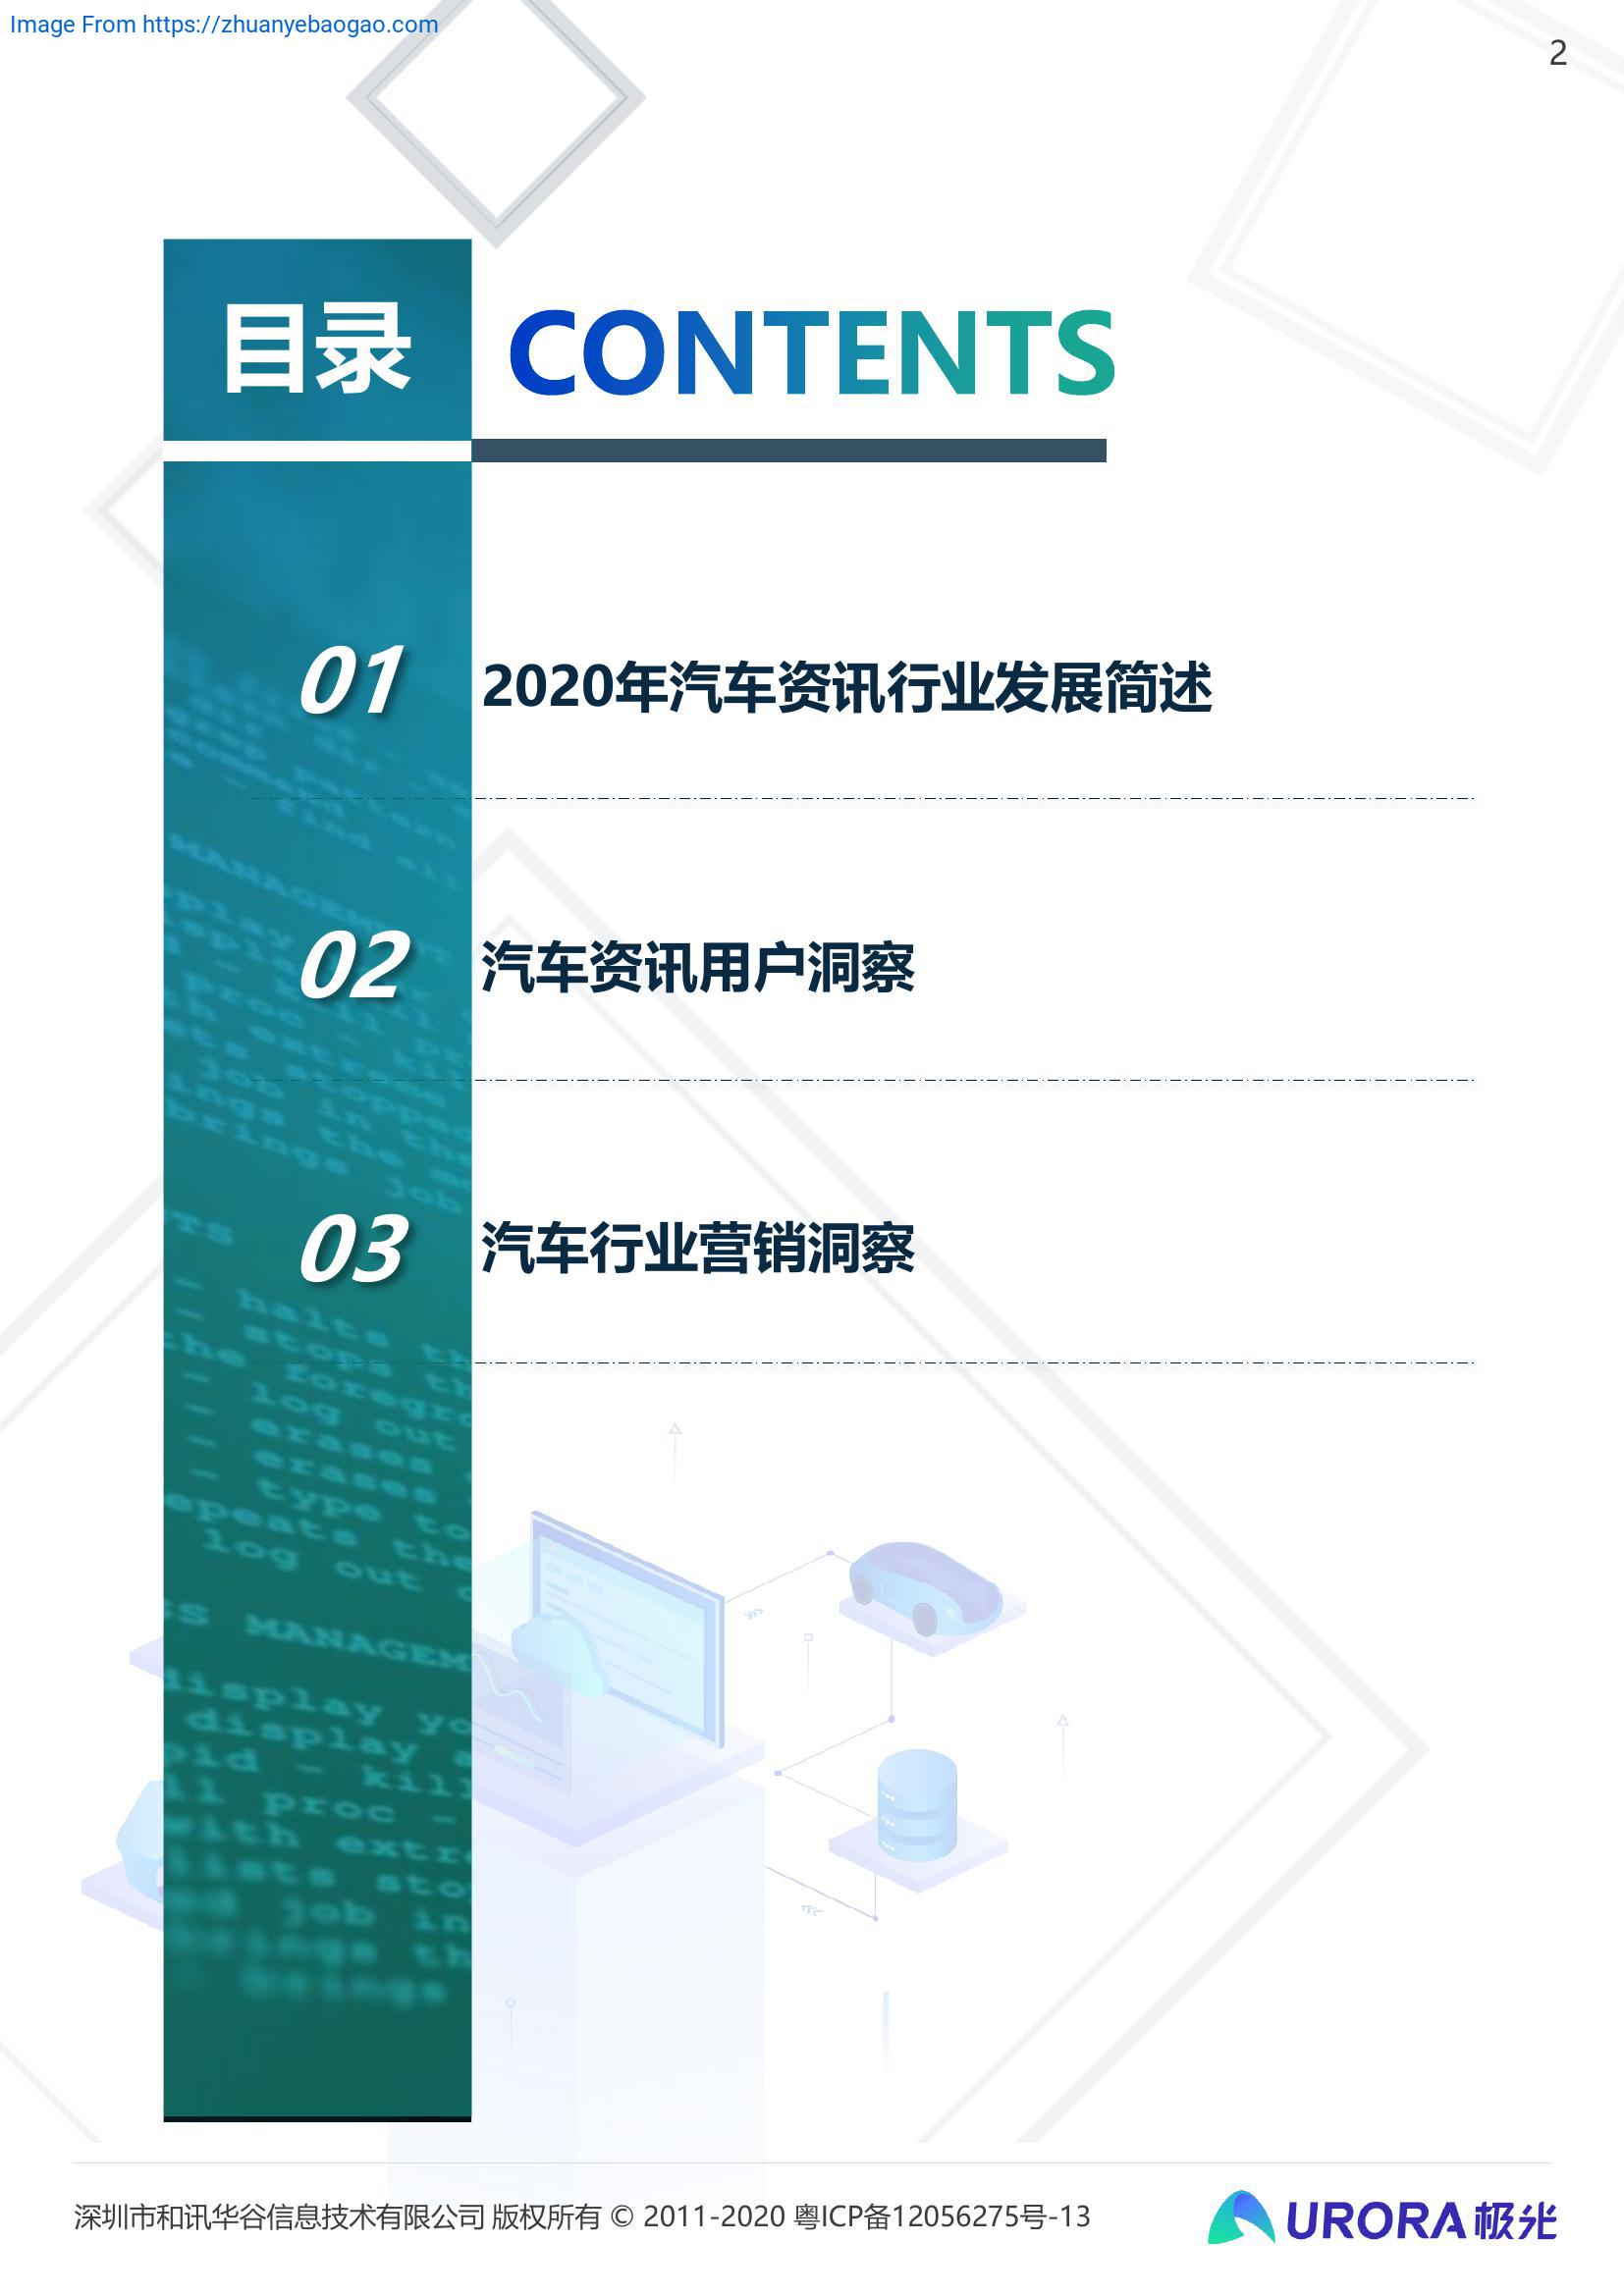 Image From https://zhuanyebaogao.com
2
目录 CONTENTS
01 2020年汽车资讯行业发展简述
02 汽车资讯用户洞察
03 汽车行业营销洞察
深圳市和讯华谷信息技术有限公司 版权所有 © 2011-2020 粤ICP备12056275号-13
URORA极光